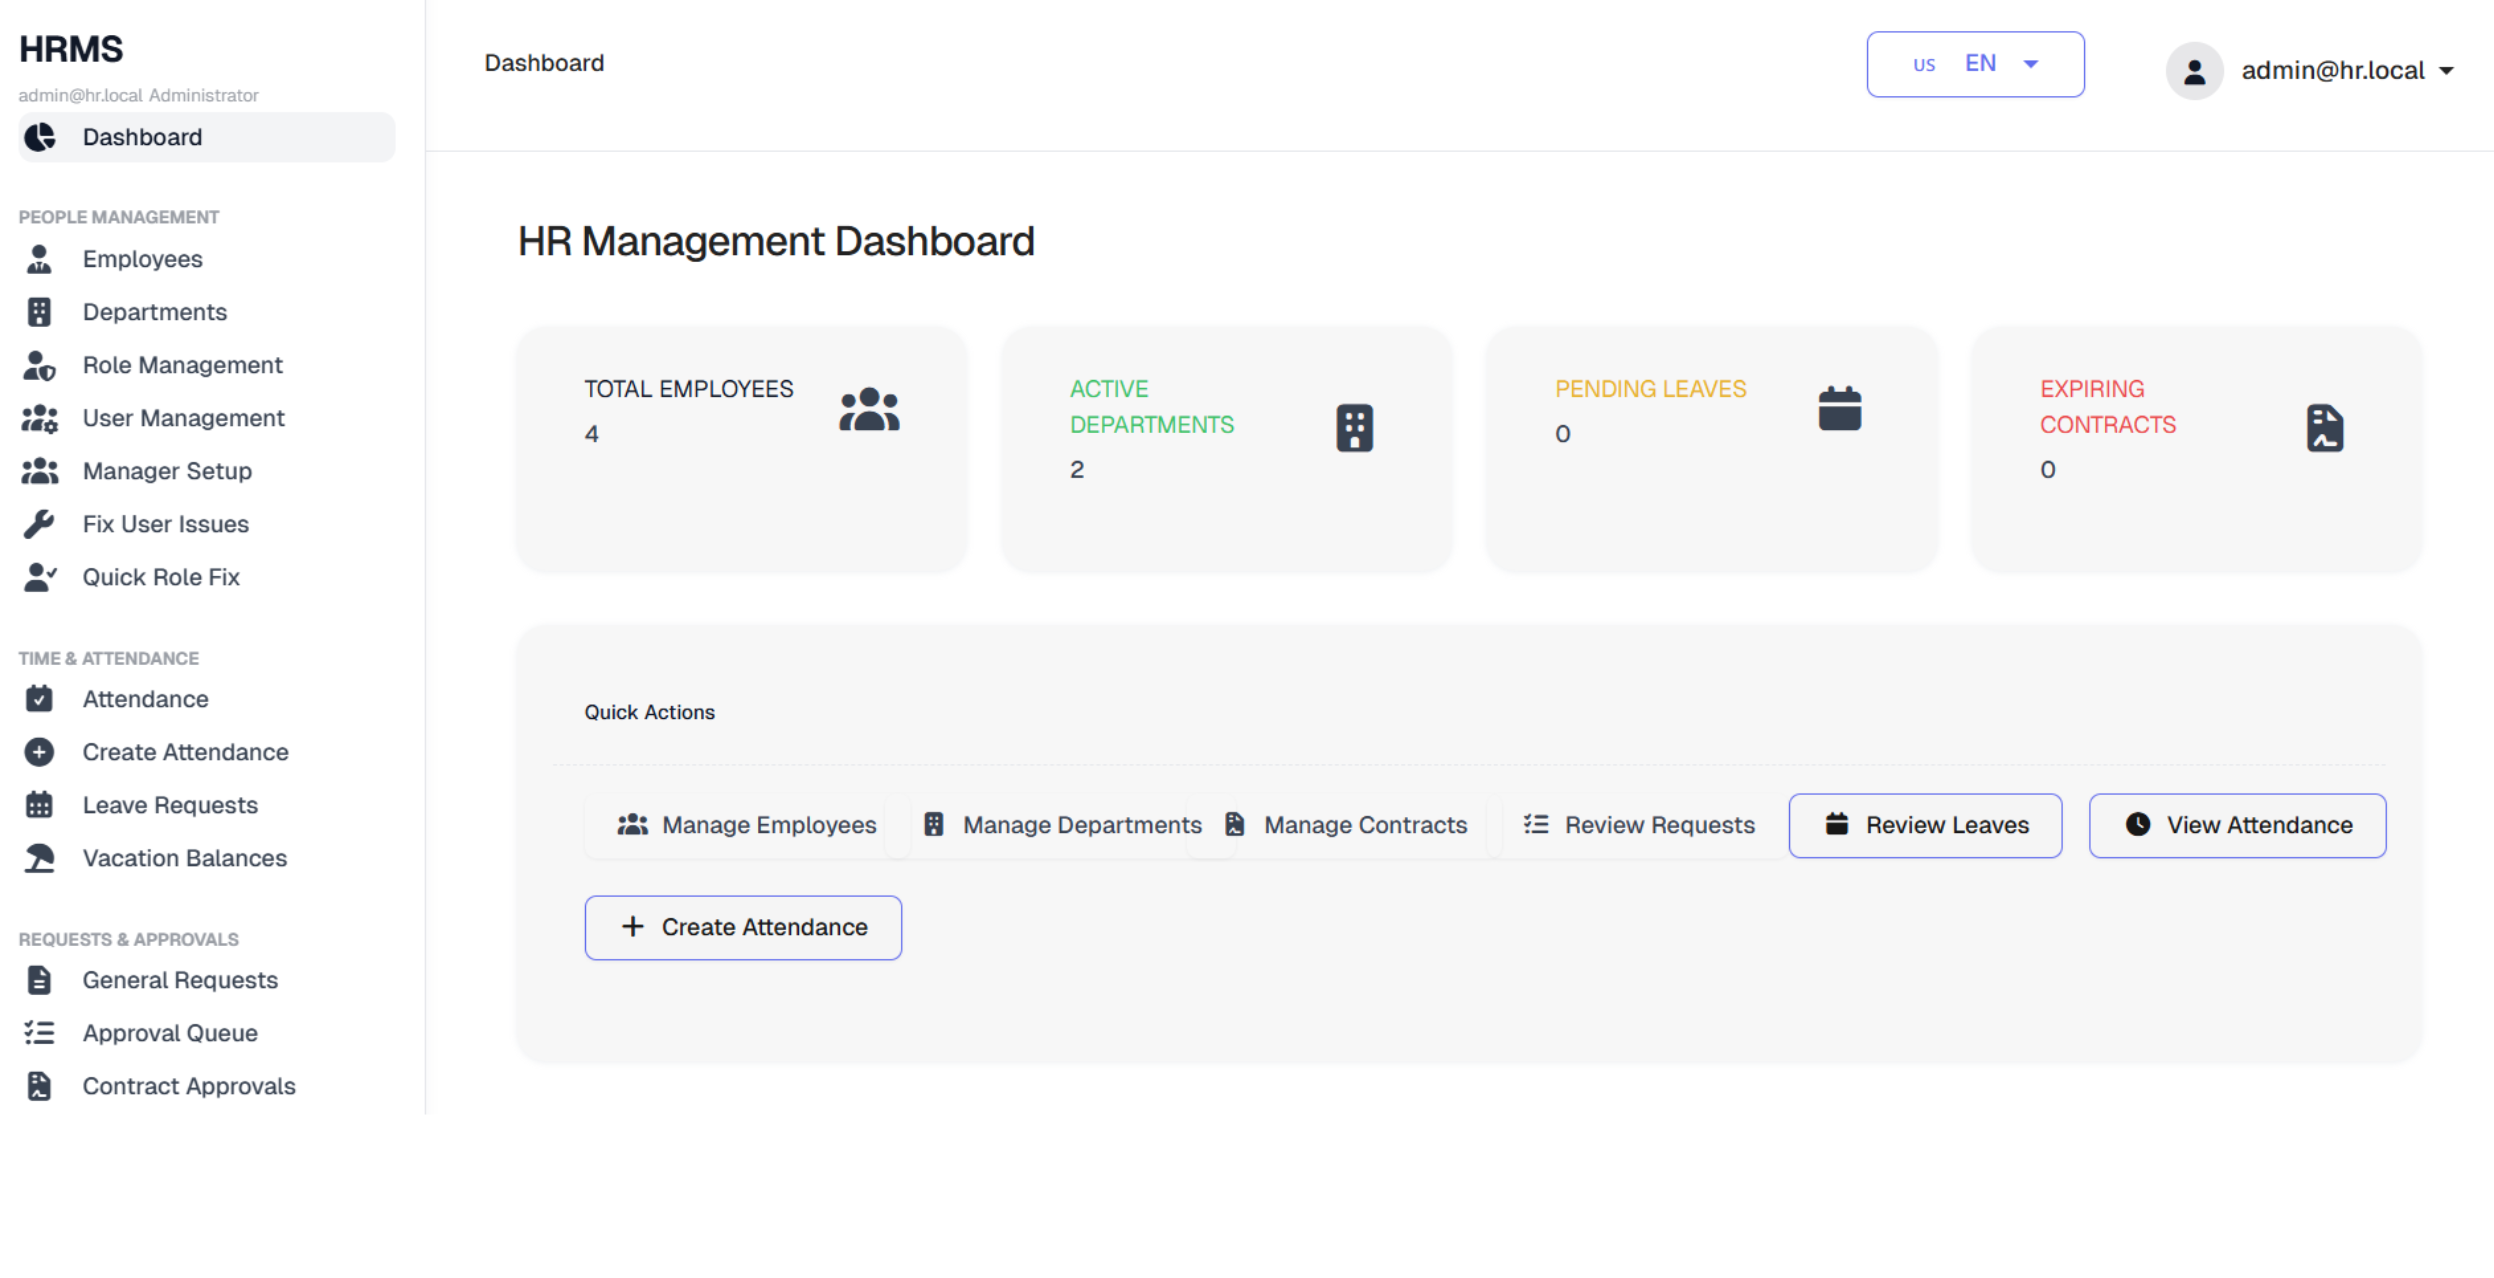 HRMS
admin@hr.local Administrator
Dashboard
PEOPLE MANAGEMENT
Employees
Departments
Role Management
User Management
Manager Setup
Fix User Issues
Quick Role Fix
TIME & ATTENDANCE
Attendance
Create Attendance
Leave Requests
Vacation Balances
REQUESTS & APPROVALS
General Requests
Approval Queue
Contract Approvals
Dashboard
US EN
admin@hr.local
HR Management Dashboard
TOTAL EMPLOYEES
4
ACTIVE
DEPARTMENTS
2
PENDING LEAVES
0
EXPIRING
CONTRACTS
0
Quick Actions
Manage Employees
Manage Departments
Manage Contracts
Review Requests
Review Leaves
View Attendance
Create Attendance